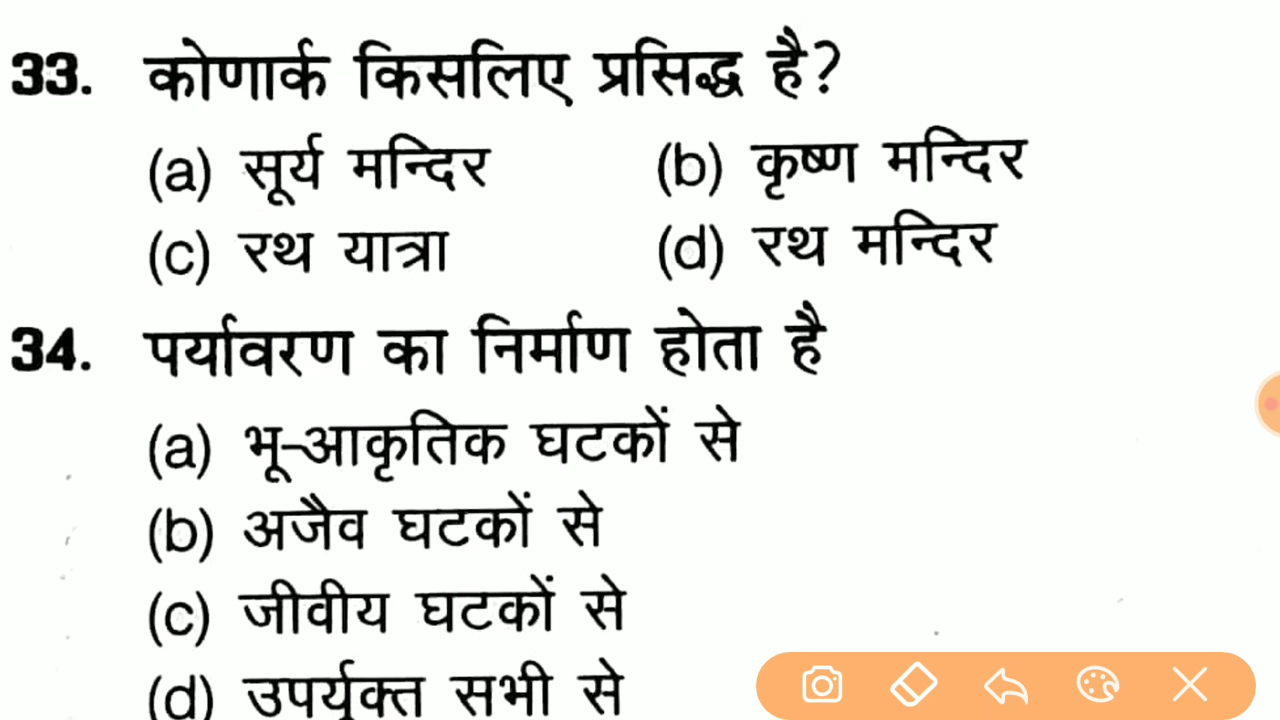 33. कोणार्क किसलिए प्रसिद्ध है?
(a) सूर्य मन्दिर (b) कृष्ण मन्दिर
(c) रथ यात्रा (d) रथ मन्दिर
34. पर्यावरण का निर्माण होता है
(a) भू-आकृतिक घटकों से
(b) अजैव घटकों से
(c) जीवीय घटकों से
(d) उपर्युक्त सभी से